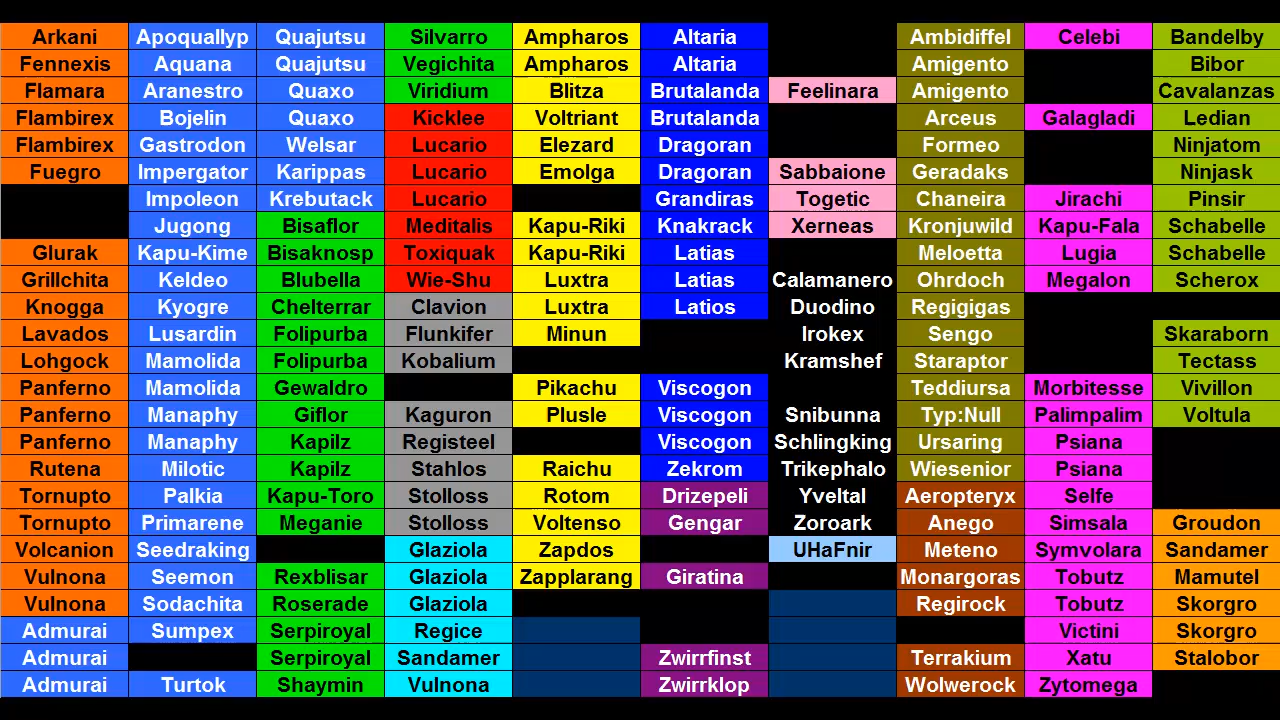 Arkani Apoquallyp Quajutsu Silvarro Ampharos Altaria Ambidiffel Celebi Bandelby
Fennexis Aquana Quajutsu Vegichita Ampharos Altaria Amigento Bibor
Flamara Aranestro Quaxo Viridium Blitza Brutalanda Feelinara Amigento Cavalanzas
Flambirex Bojelin Quaxo Kicklee Voltriant Brutalanda Arceus Galagladi Ledian
Flambirex Gastrodon Welsar Lucario Elezard Dragoran Formeo Ninjatom
Fuegro Impergator Karippas Lucario Emolga Dragoran Sabbaione Geradaks Ninjask
Impoleon Krebutack Lucario Grandiras Togetic Chaneira Jirachi Pinsir
Jugong Bisaflor Meditalis Kapu-Riki Knakrack Xerneas Kronjuwild Kapu-Fala Schabelle
Glurak Kapu-Kime Bisaknosp Toxiquak Kapu-Riki Latias Meloetta Lugia Schabelle
Grillchita Keldeo Blubella Wie-Shu Luxtra Latias Calamanero Ohrdoch Megalon Scherox
Knogga Kyogre Chelterrar Clavion Luxtra Latios Duodino Regigigas
Lavados Lusardin Folipurba Flunkifer Minun Irokex Sengo Skaraborn
Lohgock Mamolida Folipurba Kobalium Kramshef Staraptor Tectass
Panferno Mamolida Gewaldro Pikachu Viscogon Teddiursa Morbitesse Vivillon
Panferno Manaphy Giflor Kaguron Plusle Viscogon Snibunna Typ:Null Palimpalim Voltula
Panferno Manaphy Kapilz Registeel Viscogon Schlingking Ursaring Psiana
Rutena Milotic Kapilz Stahlos Raichu Zekrom Trikephalo Wiesenior Psiana
Tornupto Palkia Kapu-Toro Stolloss Rotom Drizepeli Yveltal Aeropteryx Selfe
Tornupto Primarene Meganie Stolloss Voltenso Gengar Zoroark Anego Simsala Groudon
Volcanion Seedraking Glaziola Zapdos UHaFnir Meteno Symvolara Sandamer
Vulnona Seemon Rexblisar Glaziola Zapplarang Giratina Monargoras Tobutz Mamutel
Vulnona Sodachita Roserade Glaziola Regirock Tobutz Skorgro
Admurai Sumpex Serpiroyal Regice Victini Skorgro
Admurai Serpiroyal Sandamer Zwirrfinst Terrakium Xatu Stalobor
Admurai Turtok Shaymin Vulnona Zwirrklop Wolwerock Zytomega